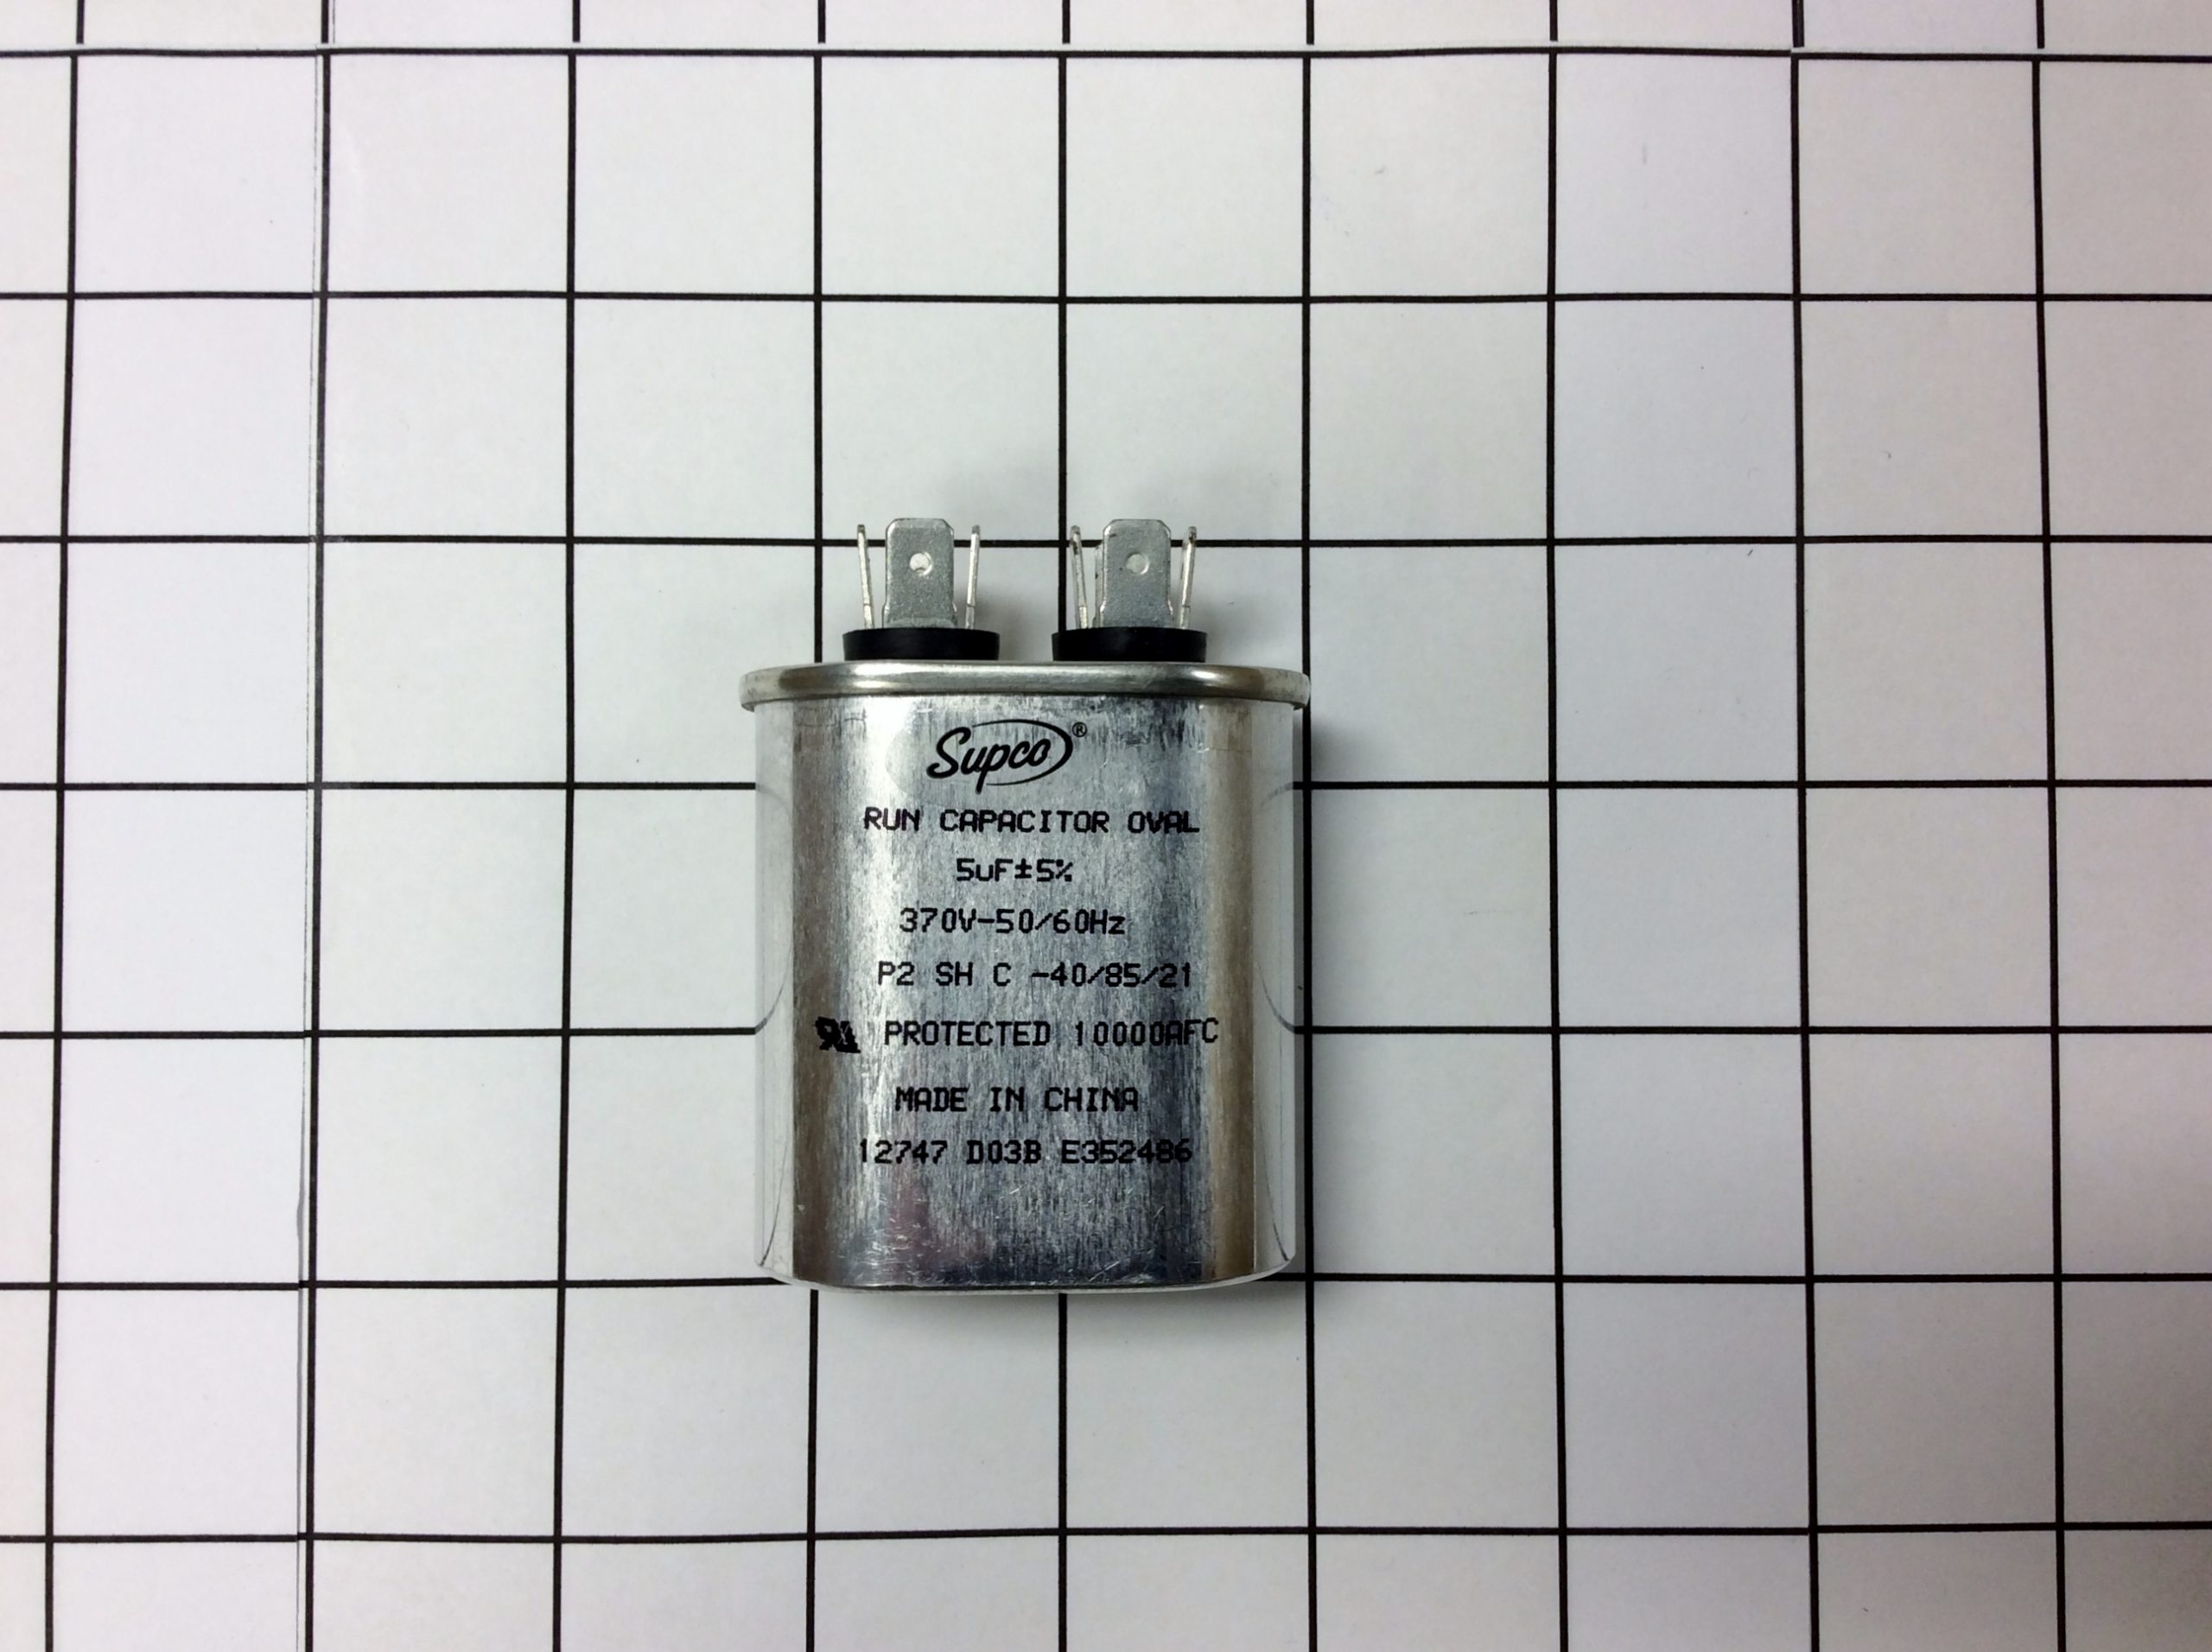 Supco®
RUN CAPACITOR OVAL
5uF±5%
370V-50/60Hz
P2 SH C -40/85/21
PROTECTED 10000AFC
MADE IN CHINA
12747 D03B E352486